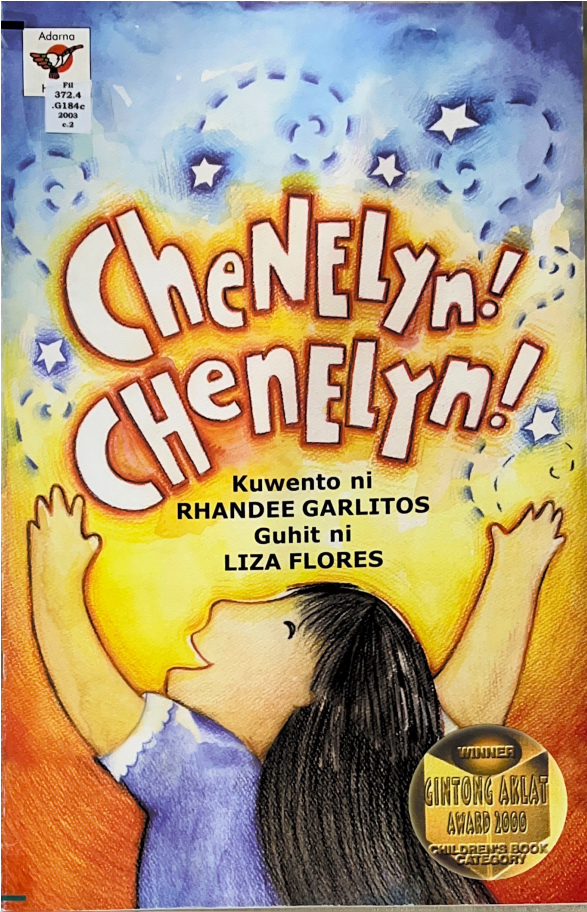 Adarna
H
Fil
372.4
.G184c
2003
c.2
CheNELyn!
CHenELyn!
Kuwento ni
RHANDEE GARLITOS
Guhit ni
LIZA FLORES
WINNER
GINTONG AKLAT
AWARD 2000
CHILDREN'S BOOK
CATEGORY